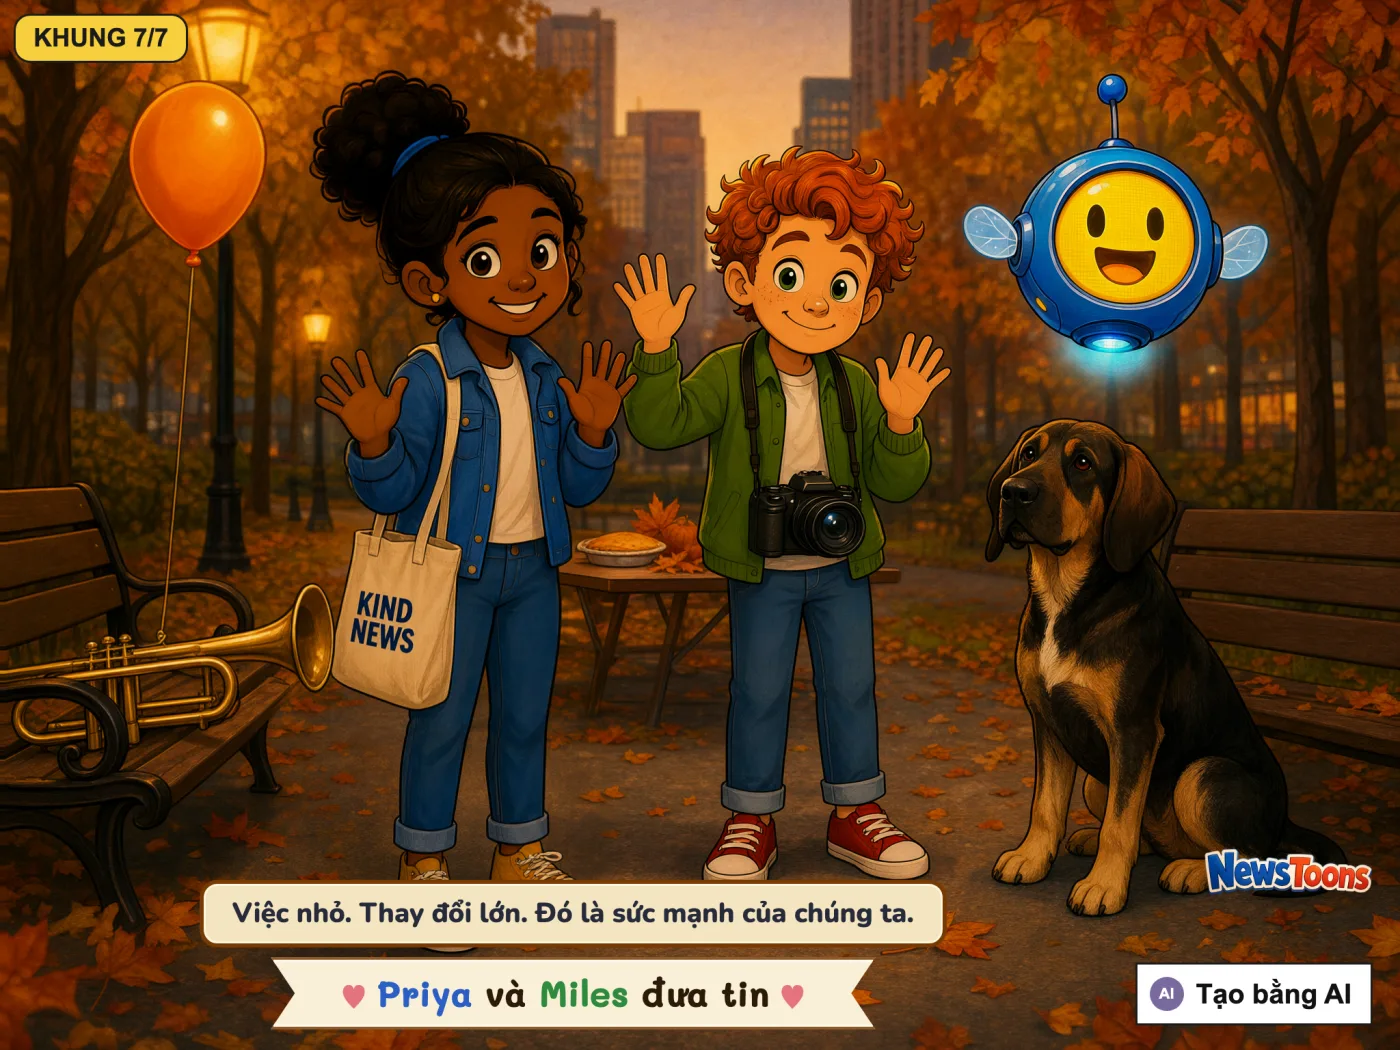 KHUNG 7/7
KIND
NEWS
NewsToons
Việc nhỏ. Thay đổi lớn. Đó là sức mạnh của chúng ta.
Priya và Miles đưa tin
AI Tạo bằng AI